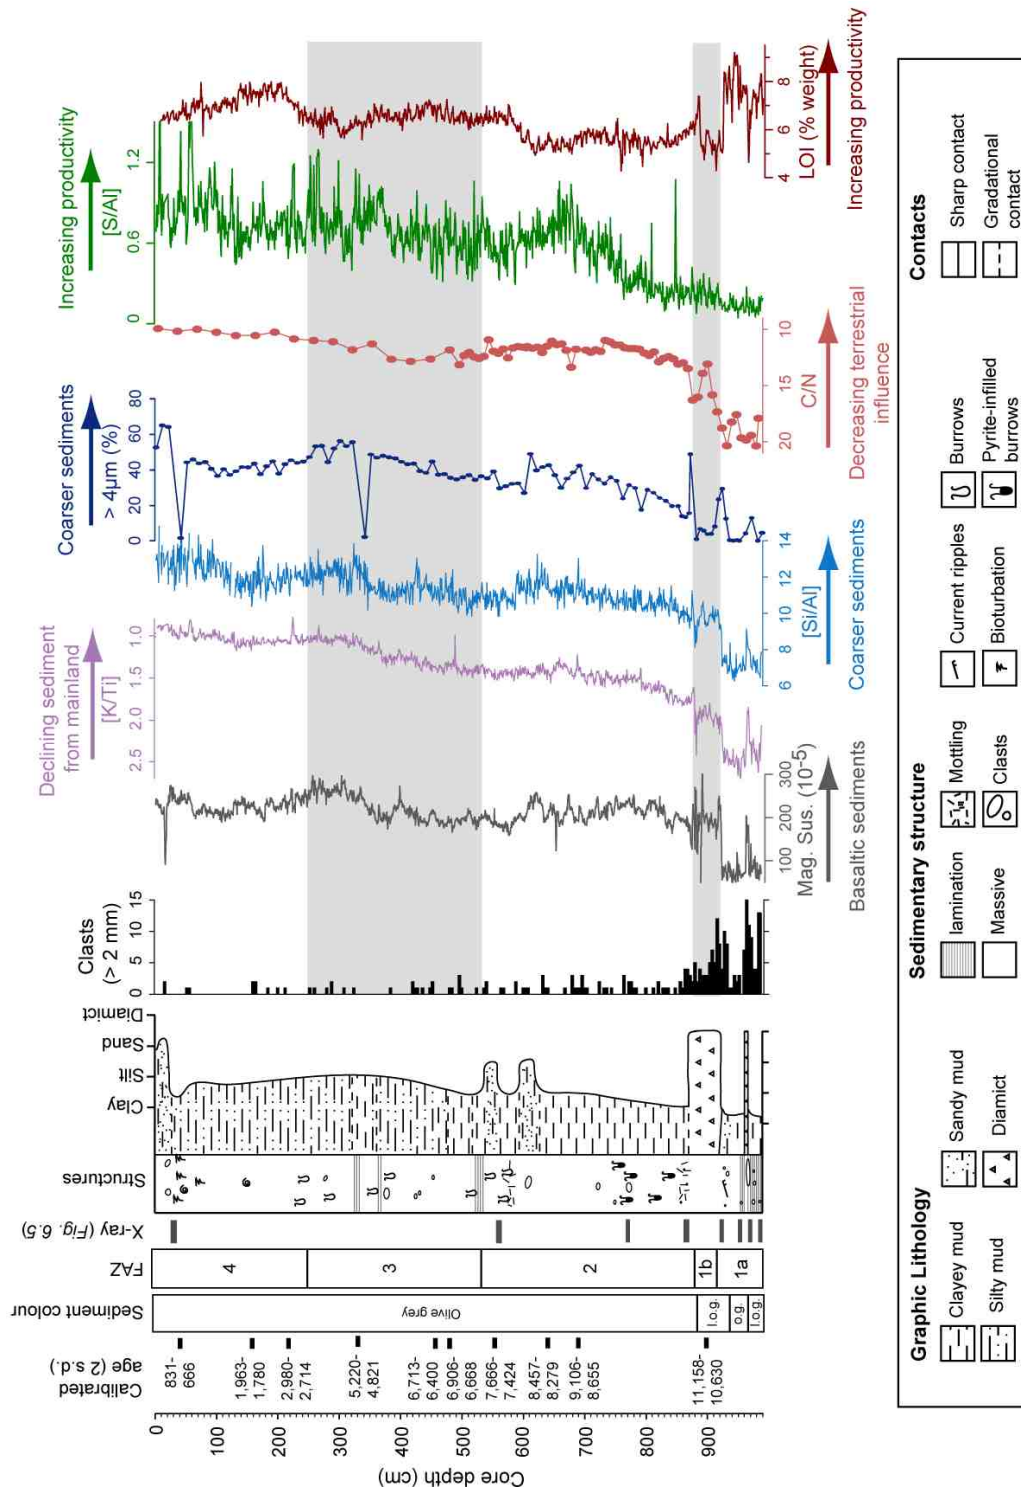 Core depth (cm)
0
100
200
300
400
500
600
700
800
900
Calibrated
age (2 s.d.)
831-
666
1,963-
1,780
2,980-
2,714
5,220-
4,821
6,713-
6,400
6,906-
6,668
7,666-
7,424
8,457-
8,279
9,106-
8,655
11,158-
10,630
Sediment colour
Olive grey
l.o.g.
o.g.
l.o.g.
FAZ
4
3
2
1b
1a
X-ray (Fig. 6.5)
Structures
Clay
Silt
Sand
Diamict
Clasts
(> 2 mm)
0
5
10
15
100
200
300
Mag. Sus. (10-5)
Basaltic sediments
Declining sediment
from mainland
[K/Ti]
2.5
2.0
1.5
1.0
6
8
10
12
14
[Si/Al]
Coarser sediments
Coarser sediments
> 4µm (%)
0
20
40
60
80
20
15
10
C/N
Decreasing terrestrial
influence
Increasing productivity
[S/Al]
0
0.6
1.2
4
6
8
LOI (% weight)
Increasing productivity
Graphic Lithology
Clayey mud
Sandy mud
Silty mud
Diamict
Sedimentary structure
lamination
Mottling
Current ripples
Burrows
Massive
Clasts
Bioturbation
Pyrite-infilled
burrows
Contacts
Sharp contact
Gradational
contact